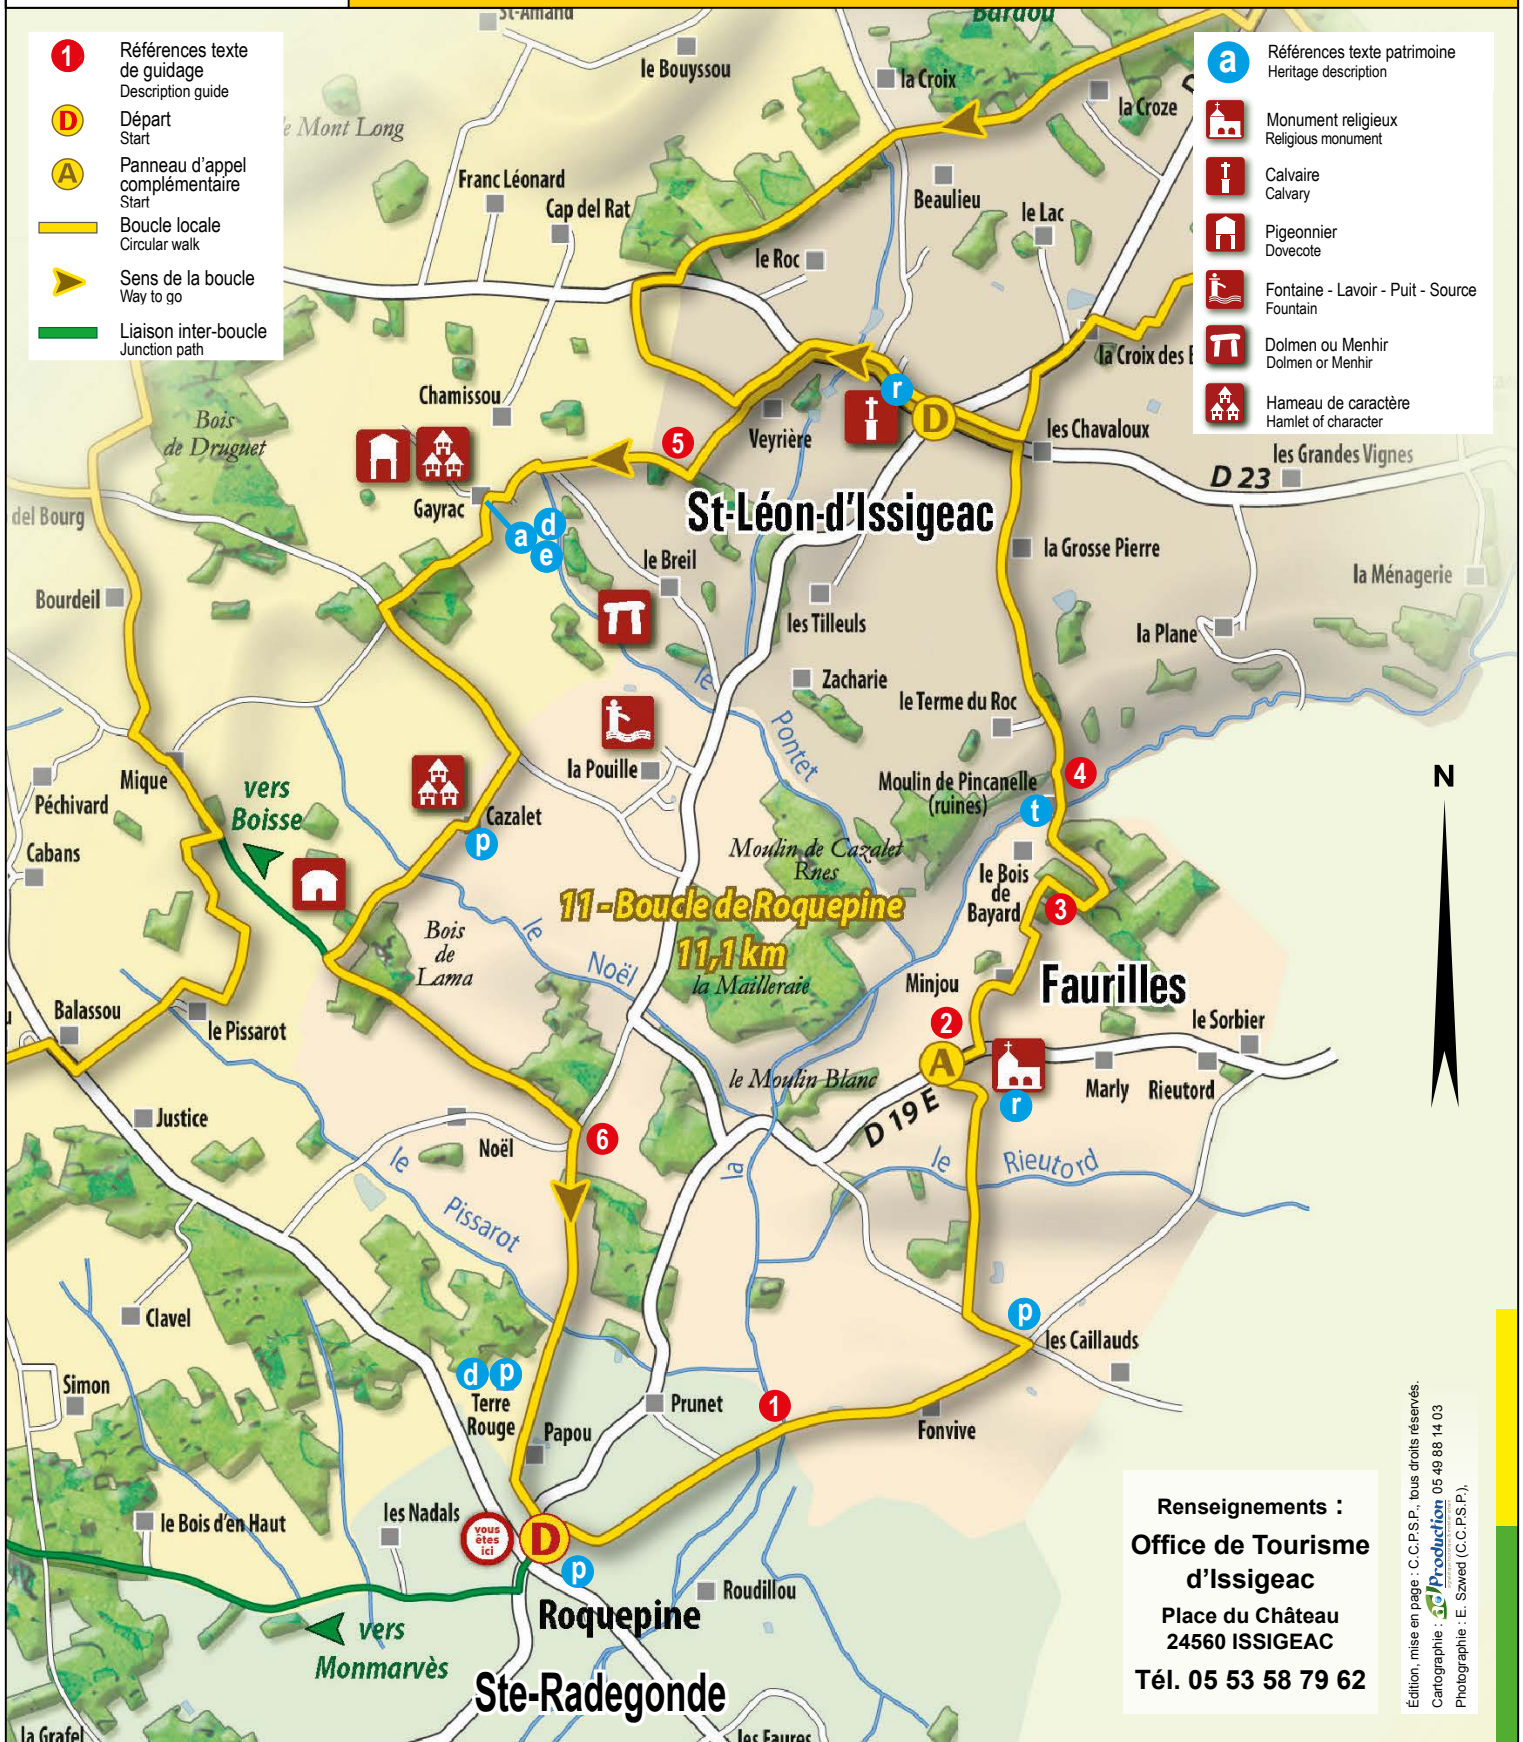 1
Références texte
de guidage
Description guide
D
Départ
Start
A
Panneau d'appel
complémentaire
Start
Boucle locale
Circular walk
Sens de la boucle
Way to go
Liaison inter-boucle
Junction path
a
Références texte patrimoine
Heritage description
Monument religieux
Religious monument
Calvaire
Calvary
Pigeonnier
Dovecote
Fontaine - Lavoir - Puit - Source
Fountain
Dolmen ou Menhir
Dolmen or Menhir
Hameau de caractère
Hamlet of character
St-Amand
le Bouyssou
Bardou
la Croix
la Croze
D
le Mont Long
Franc Léonard
Cap del Rat
Beaulieu
le Lac
le Roc
la Croix des
Chamissou
r
D
Bois
de Druguet
Veyrière
5
les Chavaloux
les Grandes Vignes
D 23
Gayrac
St-Léon-d'Issigeac
del Bourg
a
d
e
la Grosse Pierre
le Breil
la Ménagerie
Bourdeil
les Tilleuls
la Plane
Zacharie
le
Pontet
le Terme du Roc
la Pouille
Mique
Péchivard
vers
Boisse
Moulin de Pincanelle
(ruines)
4
t
N
Cazalet
p
Cabans
Moulin de Cazalet
Rnes
le Bois
de
Bayard
3
11 - Boucle de Roquepine
11,1 km
Bois
de
Lama
le
Noël
la Mailleraie
Minjou
Faurilles
Balassou
le Pissarot
2
A
le Sorbier
le Moulin Blanc
Marly
Rieutord
r
D 19 E
Justice
Noël
6
le
Pissarot
la
le
Rieutord
Clavel
p
les Caillauds
Simon
d
p
Terre
Rouge
Papou
Prunet
1
Fonvive
les Nadals
le Bois d'en Haut
vous
êtes
ici
D
p
Roudillou
Roquepine
vers
Monmarvès
Ste-Radegonde
la Grafel
les Faures
Renseignements :
Office de Tourisme
d'Issigeac
Place du Château
24560 ISSIGEAC
Tél. 05 53 58 79 62
Édition, mise en page : C.C.P.S.P., tous droits réservés.
Cartographie : Production 05 49 88 14 03
Photographie : E. Szwed (C.C.P.S.P.),